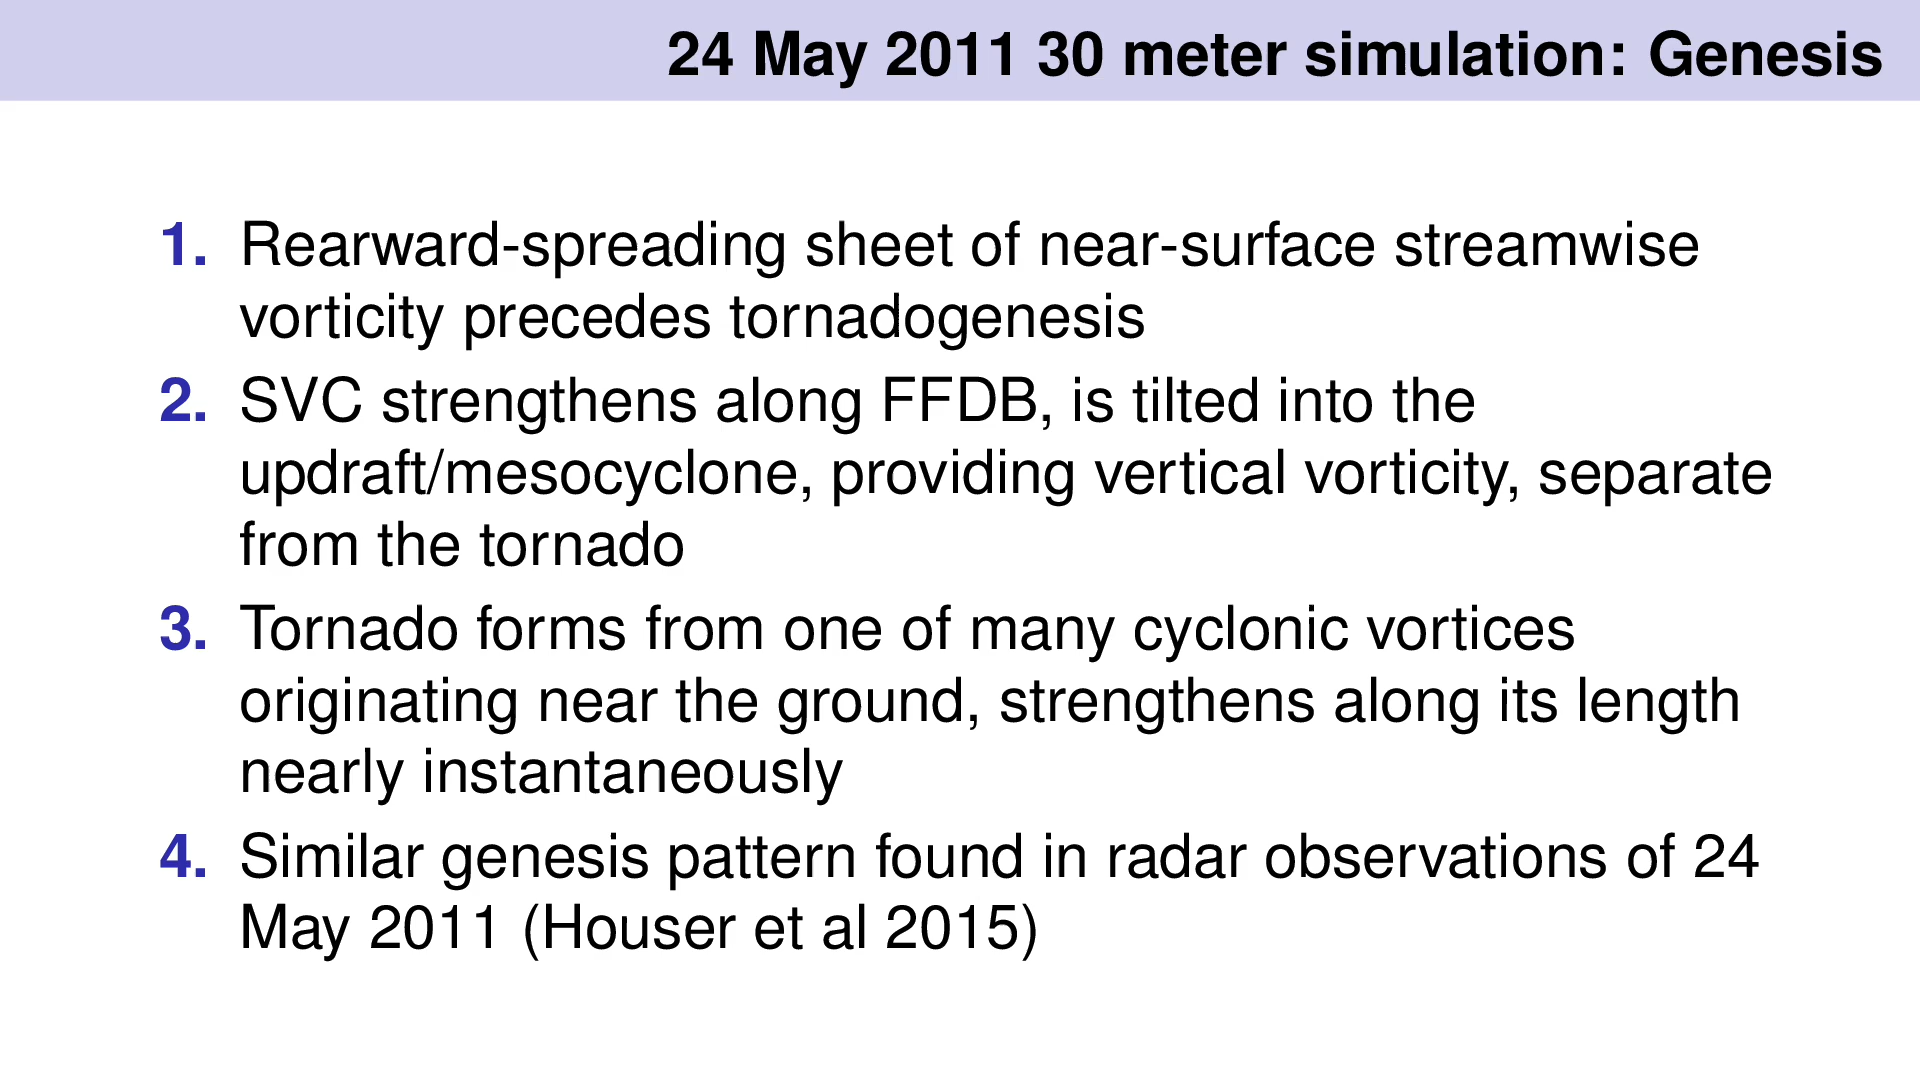 24 May 2011 30 meter simulation: Genesis
1. Rearward-spreading sheet of near-surface streamwise
vorticity precedes tornadogenesis
2. SVC strengthens along FFDB, is tilted into the
updraft/mesocyclone, providing vertical vorticity, separate
from the tornado
3. Tornado forms from one of many cyclonic vortices
originating near the ground, strengthens along its length
nearly instantaneously
4. Similar genesis pattern found in radar observations of 24
May 2011 (Houser et al 2015)